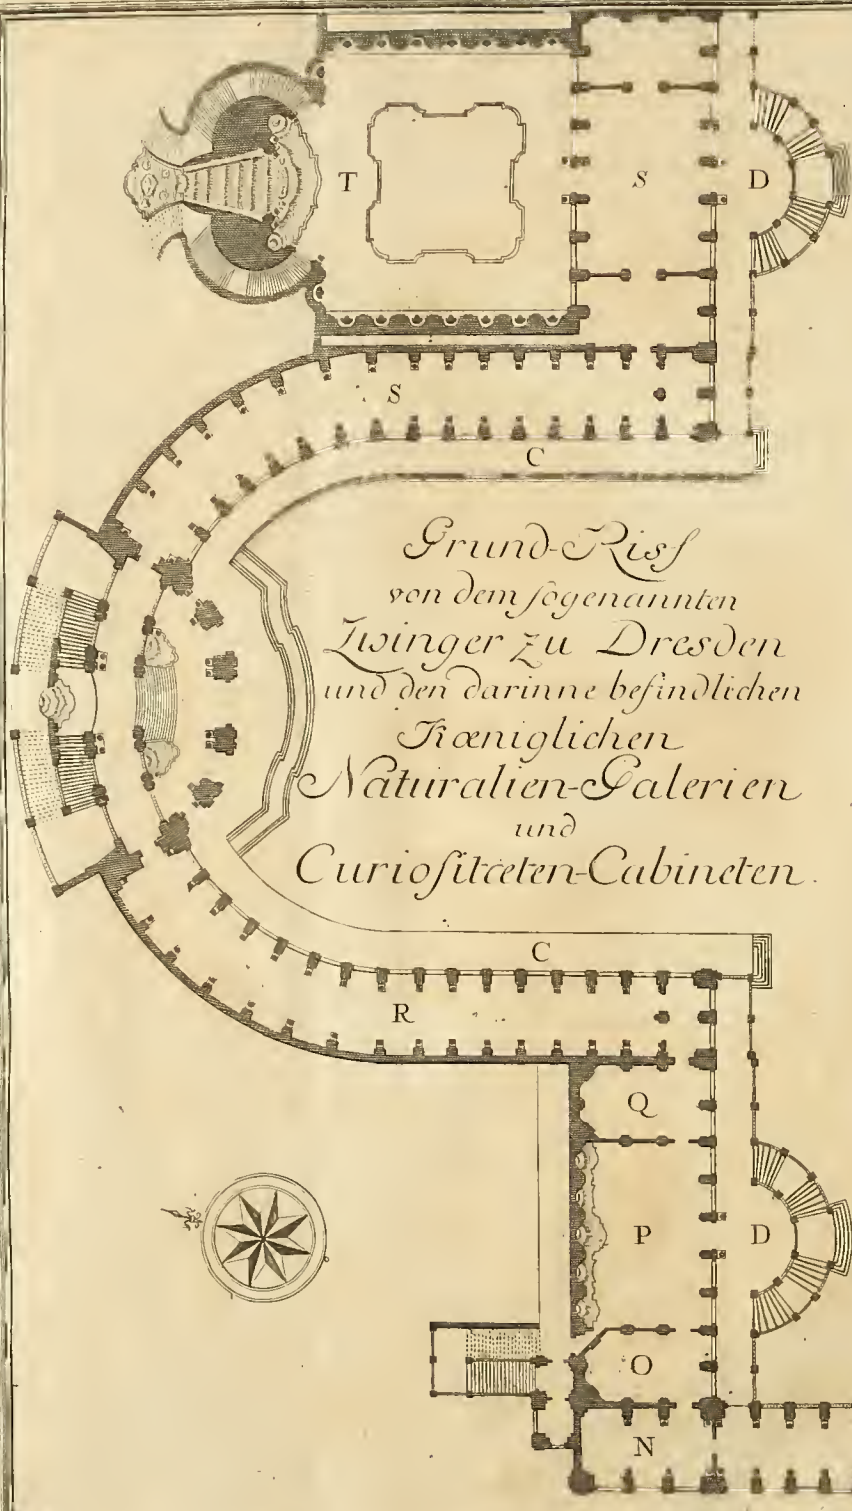 T
S
D
S
C
Grund-Riſs
von dem ſogenannten
Zwinger zu Dresden
und den darinne befindlichen
Kœniglichen
Naturalien-Galerien
und
Curioſitæten-Cabineten.
C
R
Q
P
D
O
N